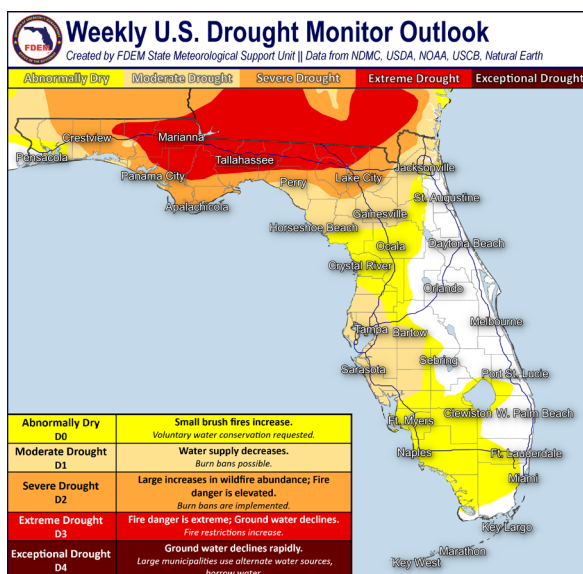 FDEM
Weekly U.S. Drought Monitor Outlook
Created by FDEM State Meteorological Support Unit || Data from NDMC, USDA, NOAA, USCB, Natural Earth
Abnormally Dry Moderate Drought Severe Drought Extreme Drought Exceptional Drought
Crestview
Marianna
Pensacola
Tallahassee
Jacksonville
Panama City
Perry
Lake City
St. Augustine
Apalachicola
Gainesville
Horseshoe Beach
Ocala
Daytona Beach
Crystal River
Orlando
Melbourne
Tampa
Bartow
Sebring
Sarasota
Port St. Lucie
Ft. Myers
Clewiston
W. Palm Beach
Naples
Ft. Lauderdale
Miami
Key Largo
Marathon
Key West
Abnormally Dry
D0
Small brush fires increase.
Voluntary water conservation requested.
Moderate Drought
D1
Water supply decreases.
Burn bans possible.
Severe Drought
D2
Large increases in wildfire abundance; Fire
danger is elevated.
Burn bans are implemented.
Extreme Drought
D3
Fire danger is extreme; Ground water declines.
Fire restrictions increase.
Exceptional Drought
D4
Ground water declines rapidly.
Large municipalities use alternate water sources,
borrow water.